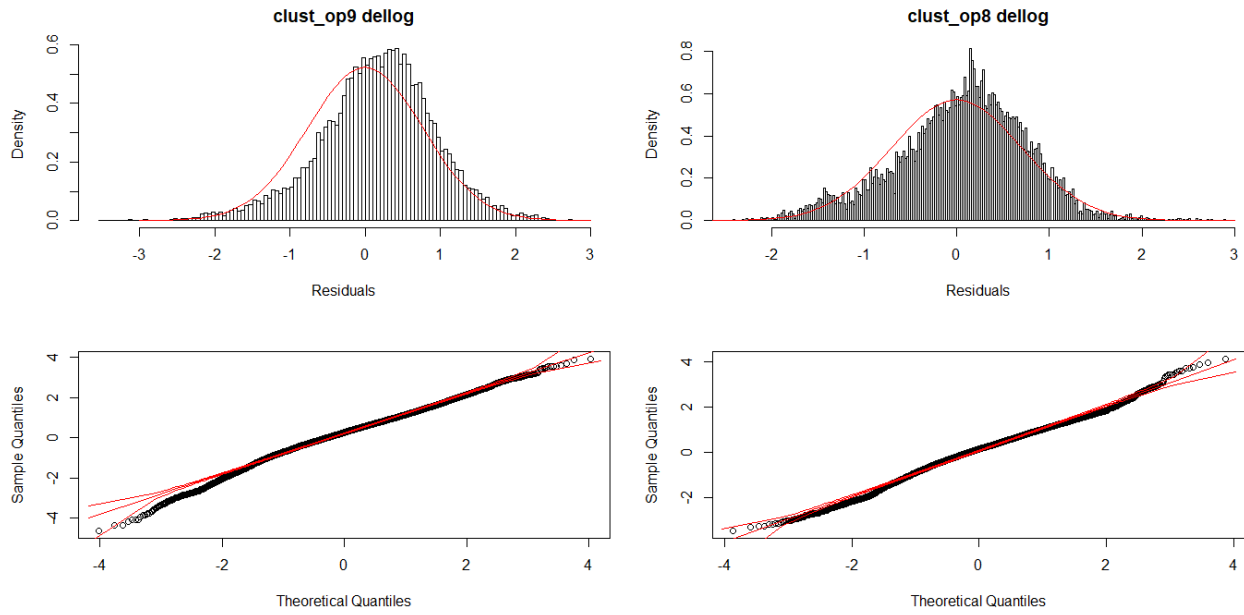 clust_op9 dellog
Density
0.0 0.2 0.4 0.6
-3 -2 -1 0 1 2 3
Residuals
clust_op8 dellog
Density
0.0 0.2 0.4 0.6 0.8
-2 -1 0 1 2 3
Residuals
Sample Quantiles
-4 -2 0 2 4
-4 -2 0 2 4
Theoretical Quantiles
Sample Quantiles
-2 0 2 4
-4 -2 0 2 4
Theoretical Quantiles